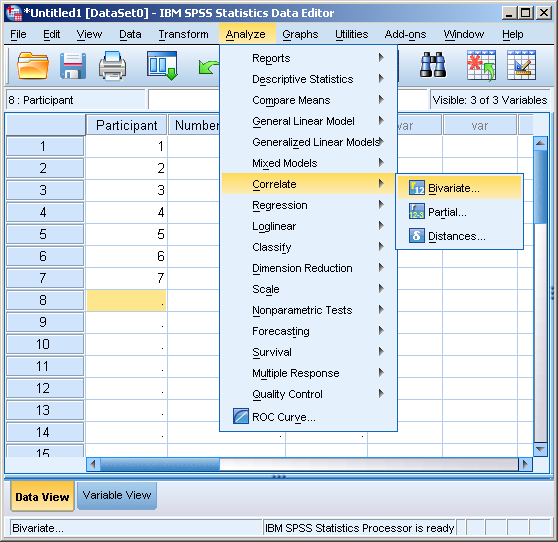 *Untitled1 [DataSet0] - IBM SPSS Statistics Data Editor
File Edit View Data Transform Analyze Graphs Utilities Add-ons Window Help
8 : Participant
Visible: 3 of 3 Variables
Participant Number var var
1 1
2 2
3 3
4 4
5 5
6 6
7 7
8 .
9 .
10 .
11 .
12 .
13 .
14 . . .
15
Reports
Descriptive Statistics
Compare Means
General Linear Model
Generalized Linear Models
Mixed Models
Correlate
Regression
Loglinear
Classify
Dimension Reduction
Scale
Nonparametric Tests
Forecasting
Survival
Multiple Response
Quality Control
ROC Curve...
Bivariate...
Partial...
Distances...
Data View Variable View
Bivariate... IBM SPSS Statistics Processor is ready